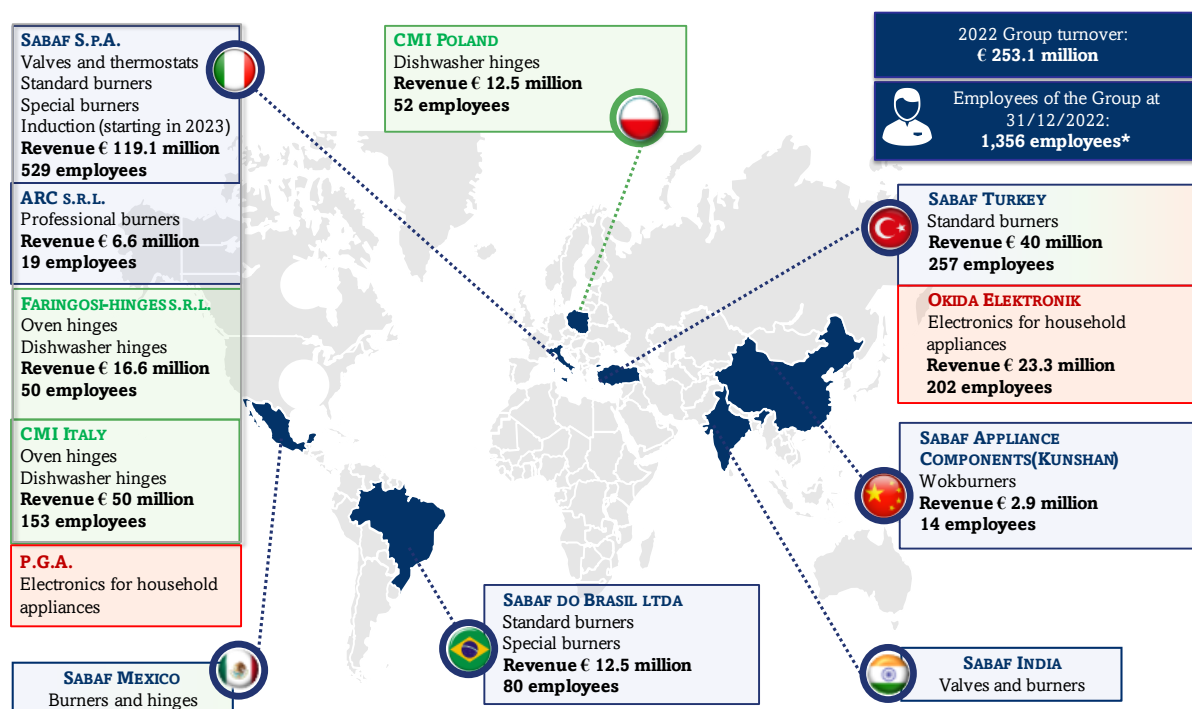 SABAF S.P.A.
Valves and thermostats
Standard burners
Special burners
Induction (starting in 2023)
Revenue € 119.1 million
529 employees
ARC S.R.L.
Professional burners
Revenue € 6.6 million
19 employees
FARINGOSI-HINGES S.R.L.
Oven hinges
Dishwasher hinges
Revenue € 16.6 million
50 employees
CMI ITALY
Oven hinges
Dishwasher hinges
Revenue € 50 million
153 employees
P.G.A.
Electronics for household
appliances
SABAF MEXICO
Burners and hinges
CMI POLAND
Dishwasher hinges
Revenue € 12.5 million
52 employees
SABAF DO BRASIL LTDA
Standard burners
Special burners
Revenue € 12.5 million
80 employees
2022 Group turnover:
€ 253.1 million
Employees of the Group at
31/12/2022:
1,356 employees*
SABAF TURKEY
Standard burners
Revenue € 40 million
257 employees
OKIDA ELEKTRONIK
Electronics for household
appliances
Revenue € 23.3 million
202 employees
SABAF APPLIANCE
COMPONENTS(KUNSHAN)
Wokburners
Revenue € 2.9 million
14 employees
SABAF INDIA
Valves and burners